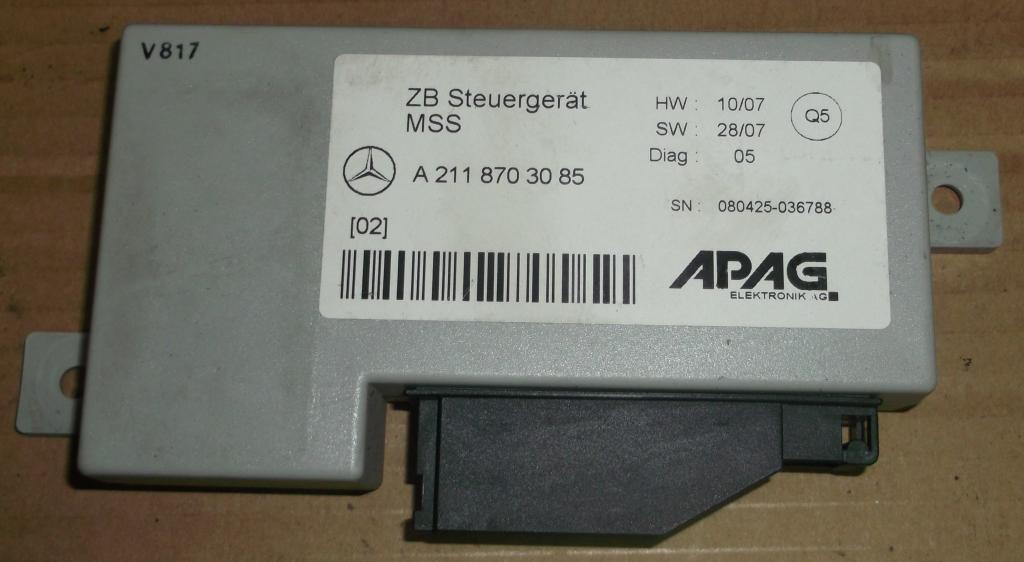 V817
ZB Steuergerät
MSS
A 211 870 30 85
[02]
HW : 10/07
SW : 28/07
Diag : 05
Q5
SN : 080425-036788
APAG
ELEKTRONIK AG